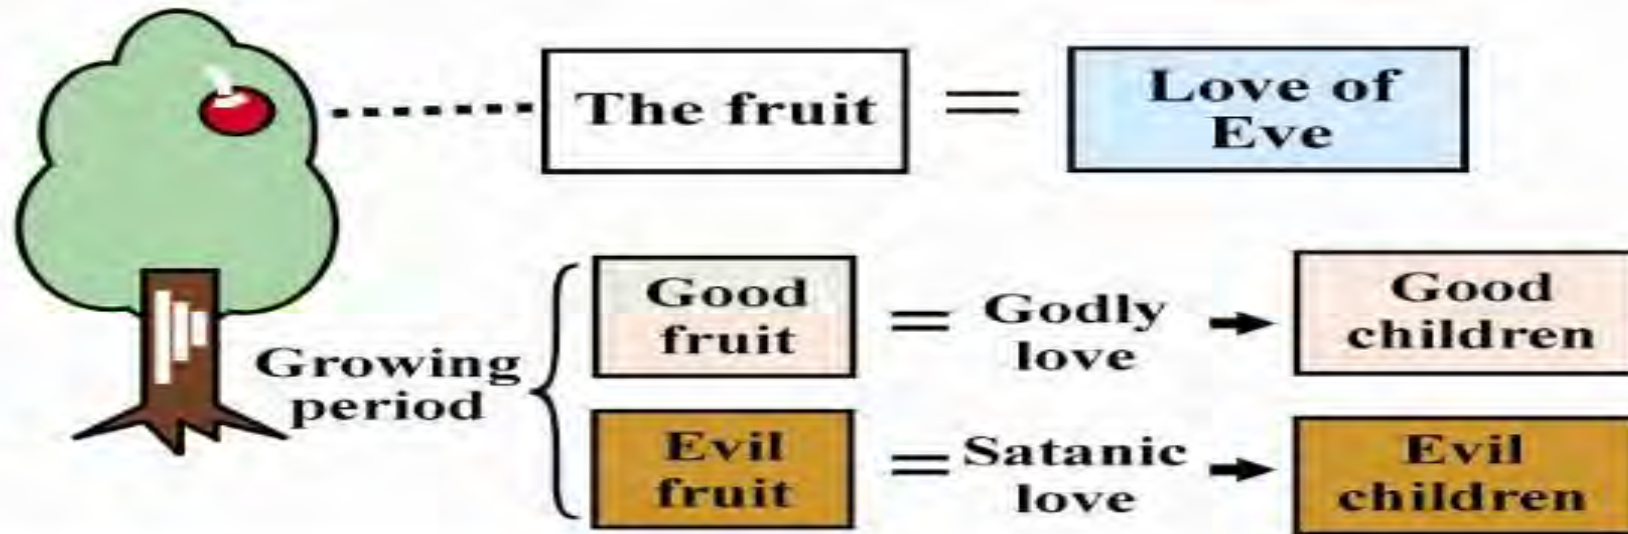 The fruit = Love of
Eve
Growing
period
Good
fruit
= Godly
love
Good
children
Evil
fruit
= Satanic
love
Evil
children